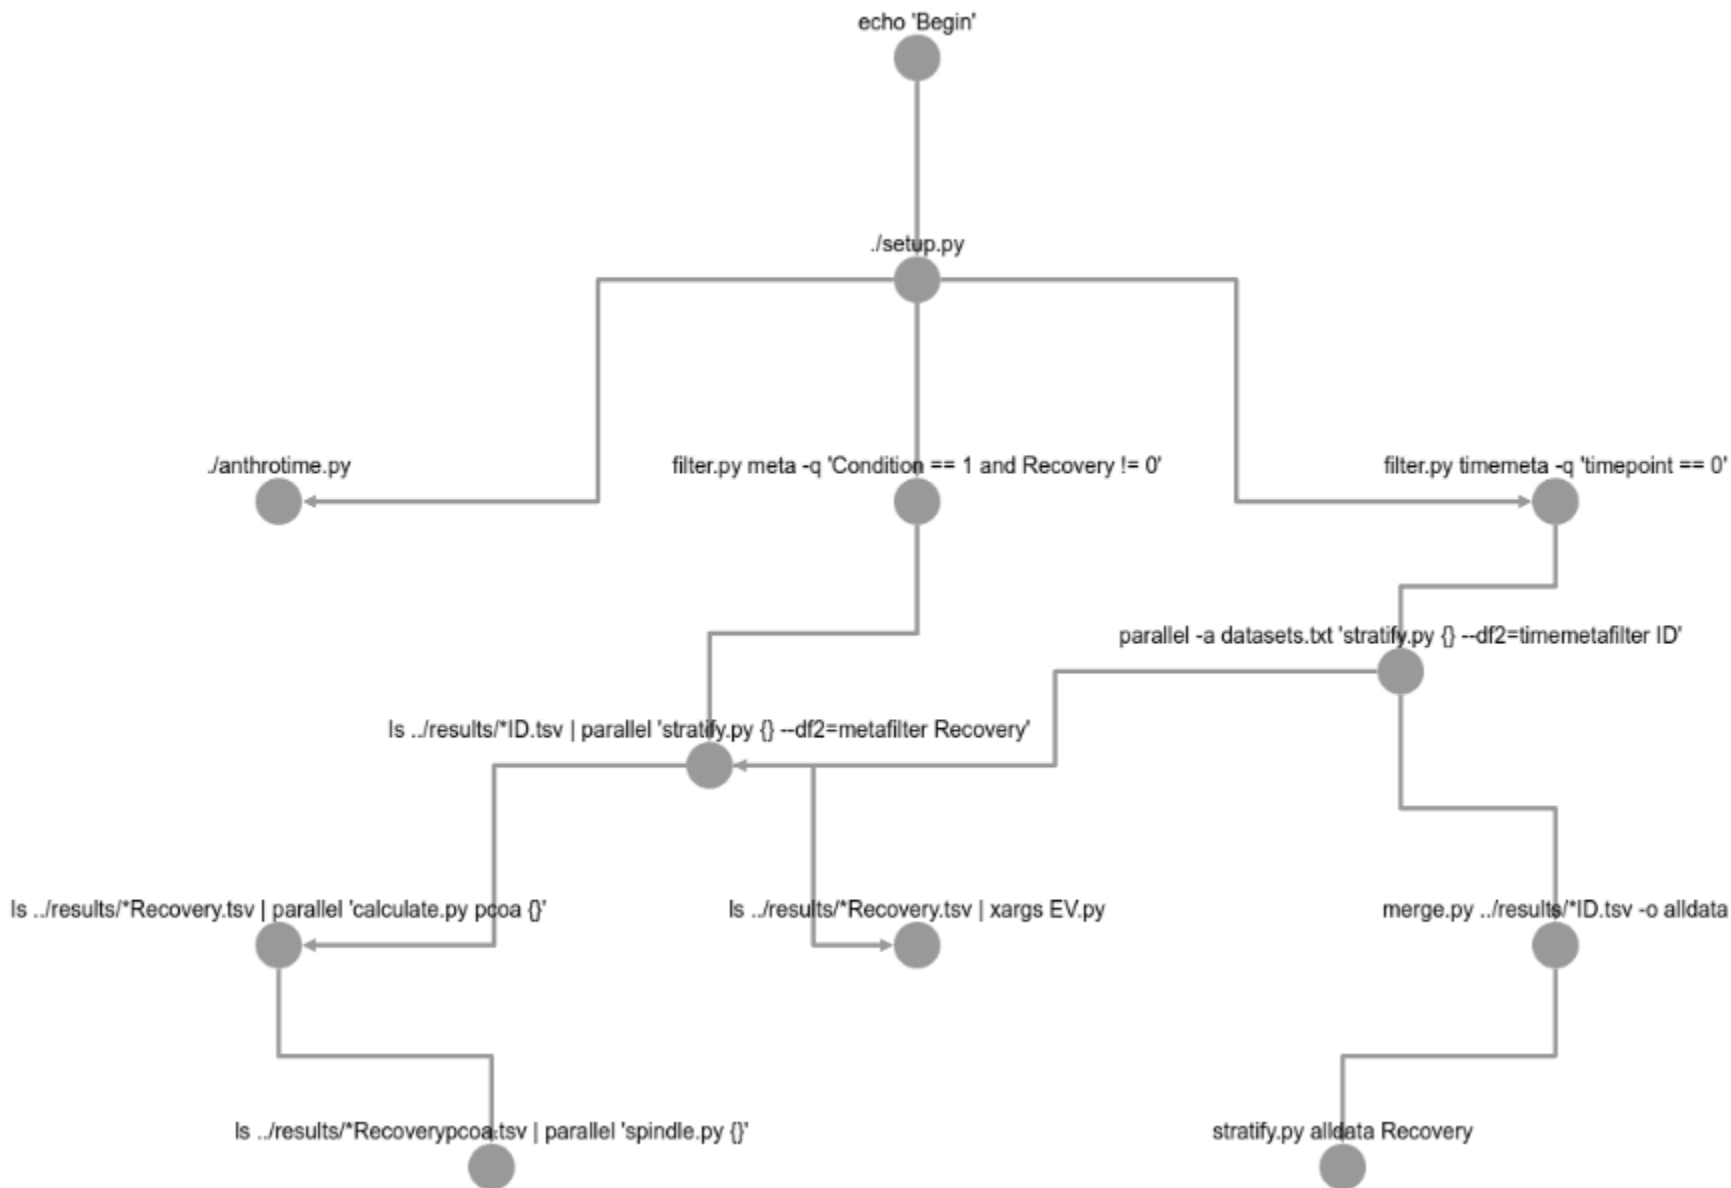 echo 'Begin'
./setup.py
./anthrotime.py
filter.py meta -q 'Condition == 1 and Recovery != 0'
filter.py timemeta -q 'timepoint == 0'
parallel -a datasets.txt 'stratify.py {} --df2=timemetafilter ID'
ls ../results/*ID.tsv | parallel 'stratify.py {} --df2=metafilter Recovery'
ls ../results/*Recovery.tsv | parallel 'calculate.py pcoa {}'
ls ../results/*Recovery.tsv | xargs EV.py
merge.py ../results/*ID.tsv -o alldata
ls ../results/*Recoverypcoa.tsv | parallel 'spindle.py {}'
stratify.py alldata Recovery